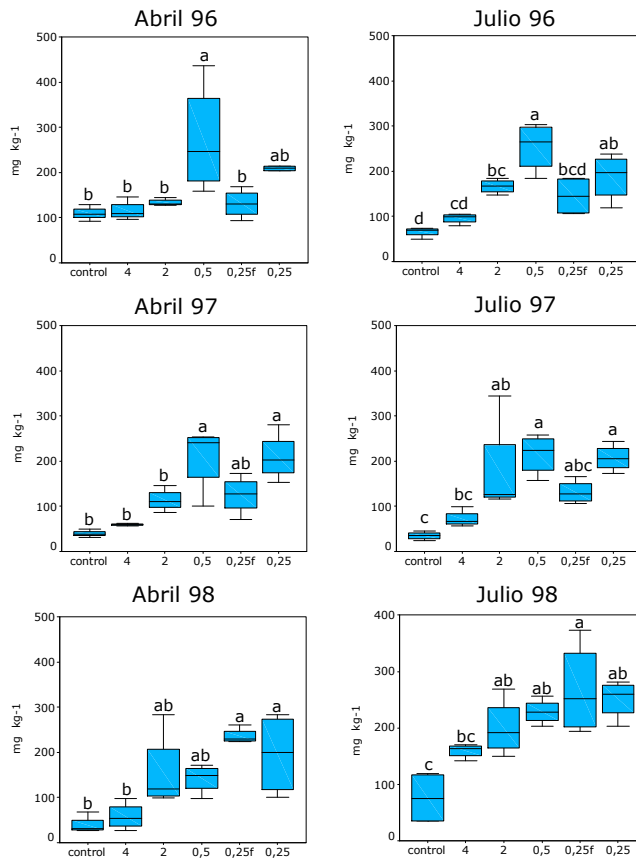 Abril 96
Julio 96
500
400
300
200
100
0
mg kg-1
b
b
b
a
b
ab
control
4
2
0,5
0,25f
0,25
500
400
300
200
100
0
mg kg-1
d
cd
bc
a
bcd
ab
control
4
2
0,5
0,25f
0,25
Abril 97
Julio 97
500
400
300
200
100
0
mg kg-1
b
b
b
a
ab
a
control
4
2
0,5
0,25f
0,25
500
400
300
200
100
0
mg kg-1
c
bc
ab
a
abc
a
control
4
2
0,5
0,25f
0,25
Abril 98
Julio 98
500
400
300
200
100
0
mg kg-1
b
b
ab
ab
a
a
control
4
2
0,5
0,25f
0,25
400
300
200
100
0
mg kg-1
c
bc
ab
ab
a
ab
control
4
2
0,5
0,25f
0,25